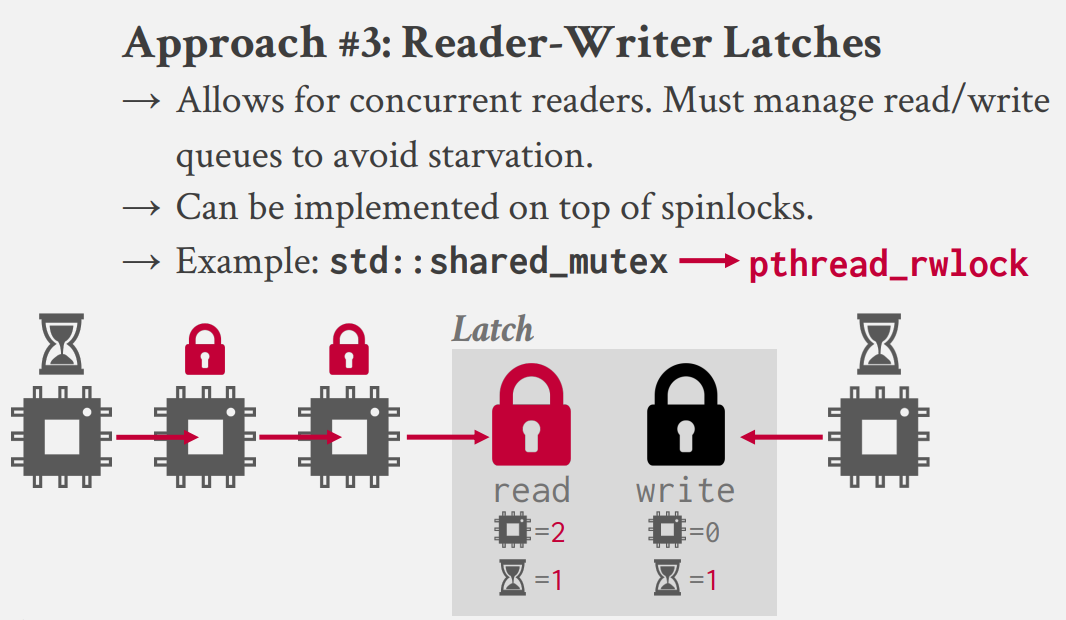 Approach #3: Reader-Writer Latches
→ Allows for concurrent readers. Must manage read/write
queues to avoid starvation.
→ Can be implemented on top of spinlocks.
→ Example: std::shared_mutex → pthread_rwlock
Latch
read write
=2 =0
=1 =1